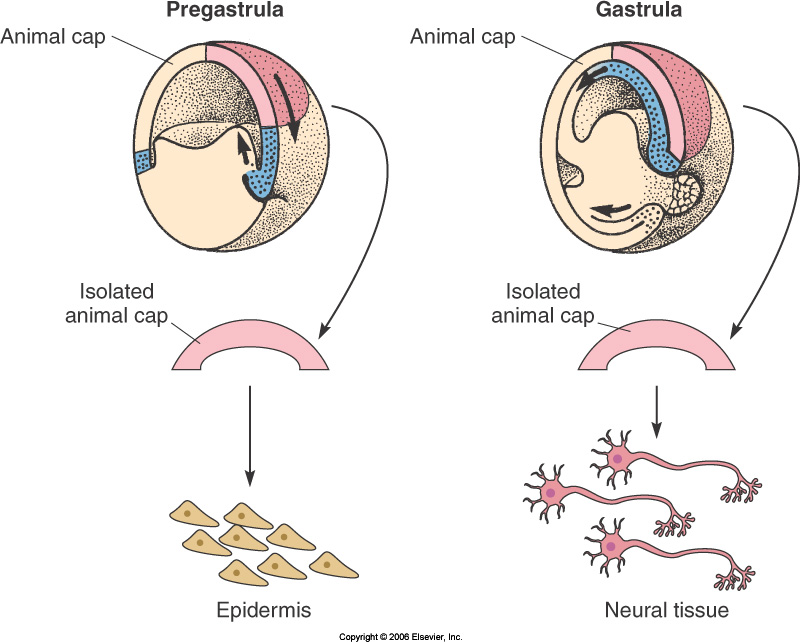 Pregastrula
Animal cap
Isolated
animal cap
Epidermis
Gastrula
Animal cap
Isolated
animal cap
Neural tissue
Copyright © 2006 Elsevier, Inc.